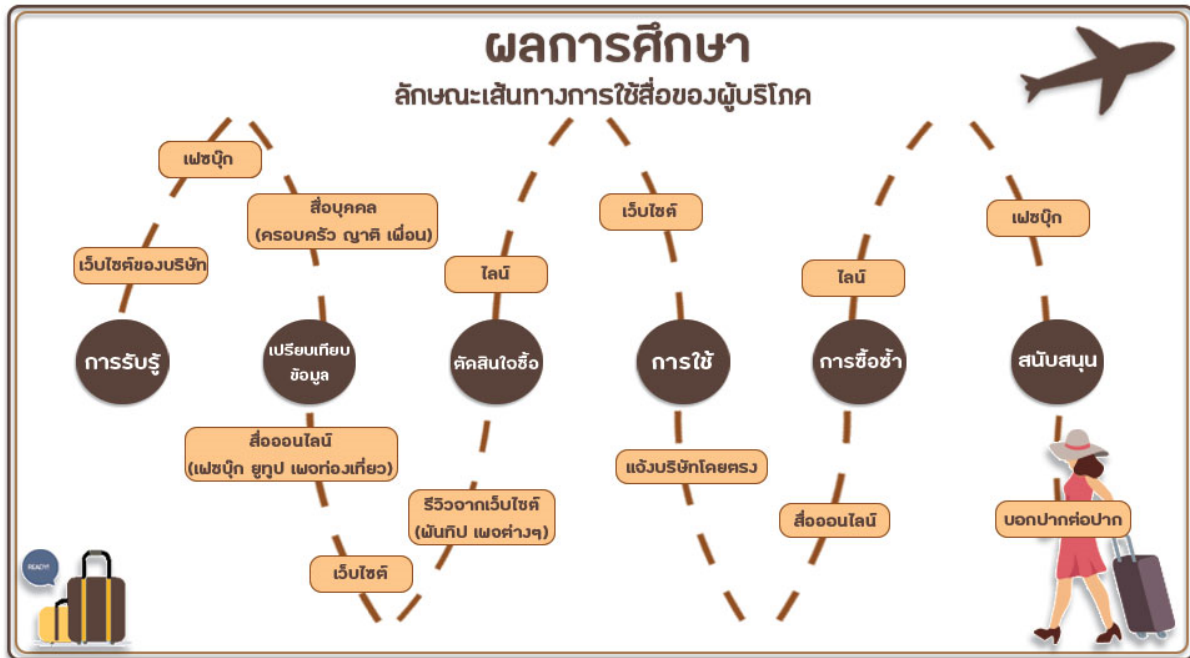 ผลการศึกษา
ลักษณะเส้นทางการใช้สื่อของผู้บริโภค
เฟซบุ๊ก
เว็บไซต์ของบริษัท
การรับรู้
สื่อบุคคล
(ครอบครัว ญาติ เพื่อน)
เปรียบเทียบ
ข้อมูล
สื่อออนไลน์
(เฟซบุ๊ก ยูทูป เพจท่องเที่ยว)
เว็บไซต์
ไลน์
ตัดสินใจซื้อ
รีวิวจากเว็บไซต์
(พันทิป เพจต่างๆ)
เว็บไซต์
การใช้
แจ้งบริษัทโดยตรง
ไลน์
การซื้อซ้ำ
สื่อออนไลน์
เฟซบุ๊ก
สนับสนุน
บอกปากต่อปาก
READY!